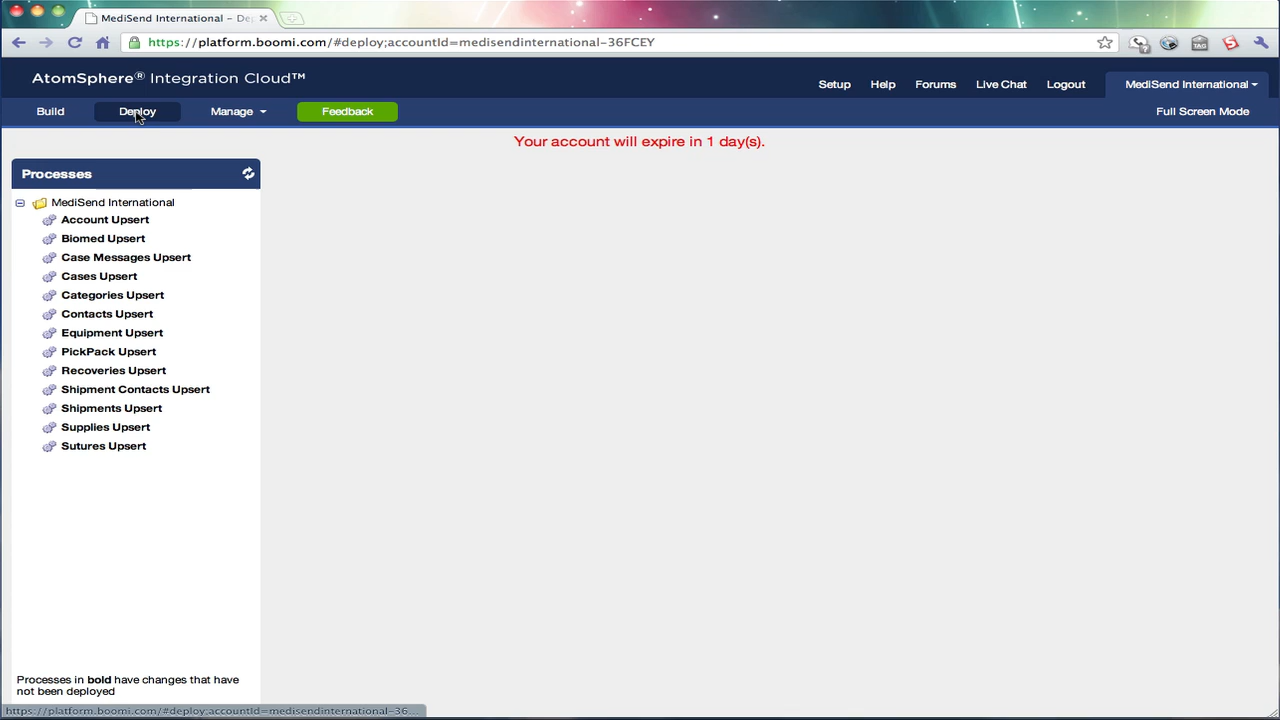 MediSend International – De
https://platform.boomi.com/#deploy;accountId=medisendinternational-36FCEY
AtomSphere® Integration Cloud™
Setup Help Forums Live Chat Logout MediSend International
Build Deploy Manage Feedback Full Screen Mode
Your account will expire in 1 day(s).
Processes
MediSend International
Account Upsert
Biomed Upsert
Case Messages Upsert
Cases Upsert
Categories Upsert
Contacts Upsert
Equipment Upsert
PickPack Upsert
Recoveries Upsert
Shipment Contacts Upsert
Shipments Upsert
Supplies Upsert
Sutures Upsert
Processes in bold have changes that have
not been deployed
https://platform.boomi.com/#deploy;accountId=medisendinternational-36...